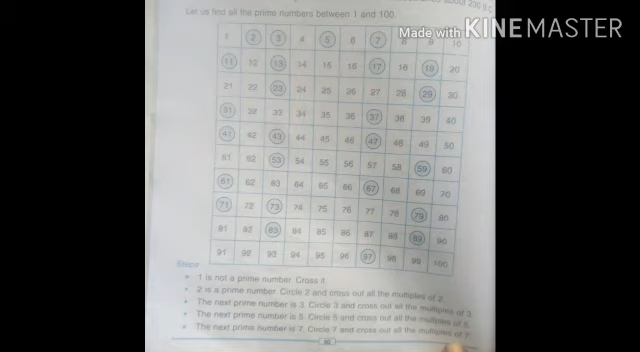 about 230 B.C.
Let us find all the prime numbers between 1 and 100.
Made with KINEMASTER
1 2 3 4 5 6 7 8 9 10
11 12 13 14 15 16 17 18 19 20
21 22 23 24 25 26 27 28 29 30
31 32 33 34 35 36 37 38 39 40
41 42 43 44 45 46 47 48 49 50
51 52 53 54 55 56 57 58 59 60
61 62 63 64 65 66 67 68 69 70
71 72 73 74 75 76 77 78 79 80
81 82 83 84 85 86 87 88 89 90
91 92 93 94 95 96 97 98 99 100
Steps
1 is not a prime number. Cross it.
2 is a prime number. Circle 2 and cross out all the multiples of 2.
The next prime number is 3. Circle 3 and cross out all the multiples of 3.
The next prime number is 5. Circle 5 and cross out all the multiples of 5.
The next prime number is 7. Circle 7 and cross out all the multiples of 7.